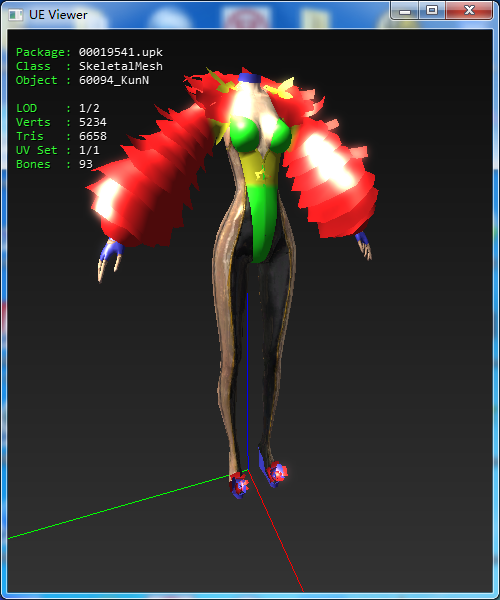 UE Viewer
Package: 00019541.upk
Class : SkeletalMesh
Object : 60094_KunN
LOD : 1/2
Verts : 5234
Tris : 6658
UV Set : 1/1
Bones : 93